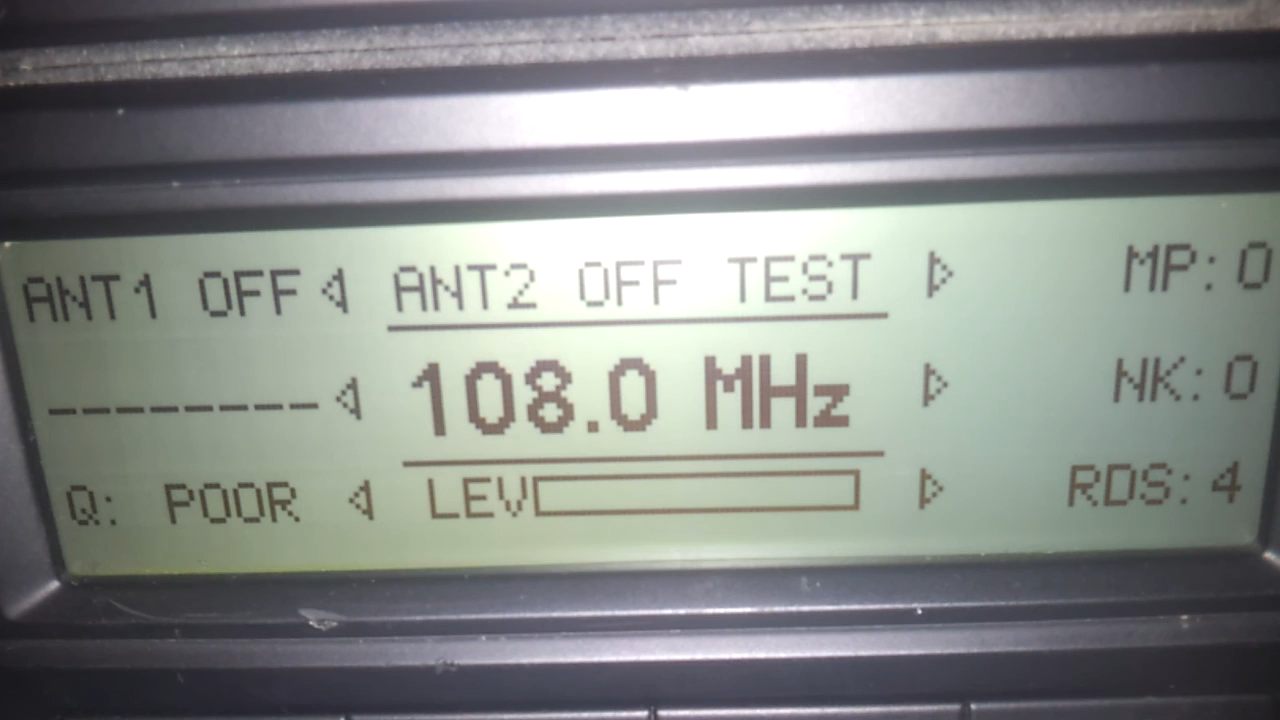 ANT1 OFF ANT2 OFF TEST MP: 0
--------- 108.0 MHz NK: 0
Q: POOR LEV RDS: 4